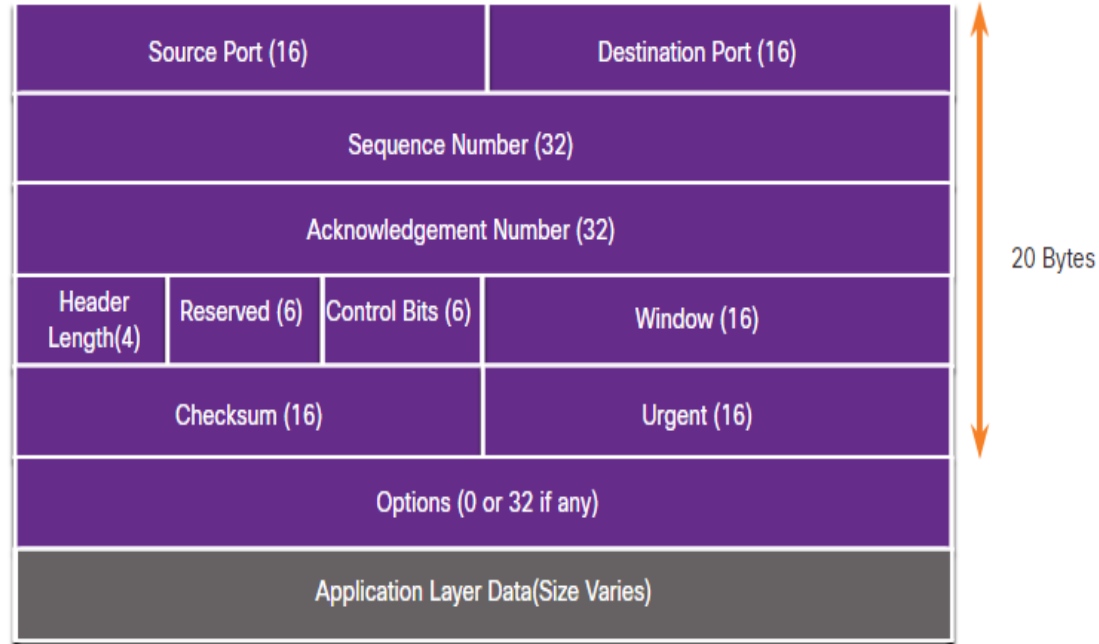 Source Port (16)
Destination Port (16)
Sequence Number (32)
Acknowledgement Number (32)
20 Bytes
Header
Length(4)
Reserved (6)
Control Bits (6)
Window (16)
Checksum (16)
Urgent (16)
Options (0 or 32 if any)
Application Layer Data(Size Varies)